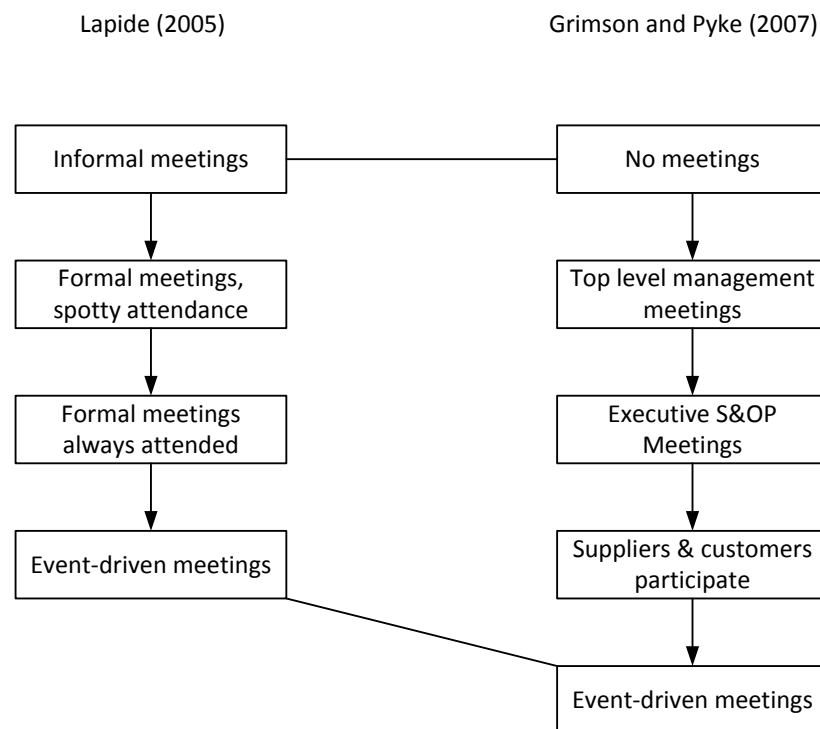 Lapide (2005)
Grimson and Pyke (2007)
Informal meetings
No meetings
Formal meetings,
spotty attendance
Top level management
meetings
Formal meetings
always attended
Executive S&OP
Meetings
Event-driven meetings
Suppliers & customers
participate
Event-driven meetings